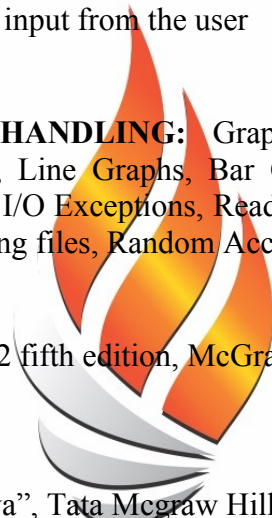 input from the user
HANDLING: Grap
, Line Graphs, Bar
I/O Exceptions, Read
ng files, Random Acc
2 fifth edition, McGra
va”, Tata Mcgraw Hill